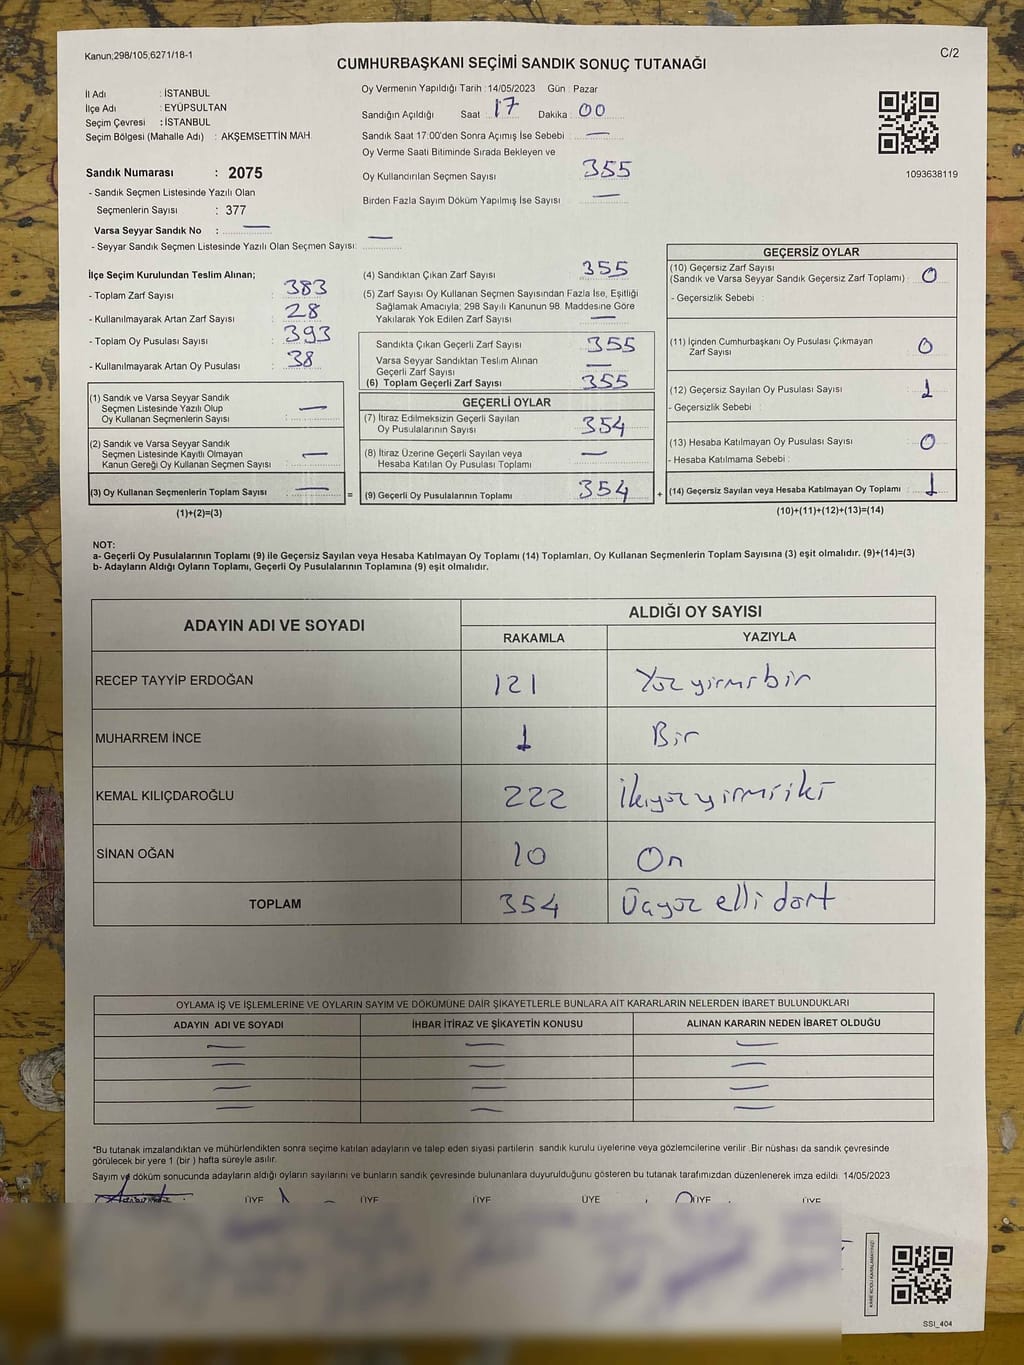 Kanun;298/105,6271/18-1
C/2
CUMHURBAŞKANI SEÇİMİ SANDIK SONUÇ TUTANAĞI
İl Adı : İSTANBUL
İlçe Adı : EYÜPSULTAN
Seçim Çevresi : İSTANBUL
Seçim Bölgesi (Mahalle Adı) : AKŞEMSETTİN MAH.
Sandık Numarası : 2075
- Sandık Seçmen Listesinde Yazılı Olan
Seçmenlerin Sayısı : 377
Varsa Seyyar Sandık No : —
- Seyyar Sandık Seçmen Listesinde Yazılı Olan Seçmen Sayısı: —
Oy Vermenin Yapıldığı Tarih :14/05/2023 Gün : Pazar
Sandığın Açıldığı Saat 17 Dakika : 00
Sandık Saat 17:00'den Sonra Açımış İse Sebebi : —
Oy Verme Saati Bitiminde Sırada Bekleyen ve
Oy Kullandırılan Seçmen Sayısı 355
Birden Fazla Sayım Döküm Yapılmış İse Sayısı —
1093638119
İlçe Seçim Kurulundan Teslim Alınan;
- Toplam Zarf Sayısı : 383
- Kullanılmayarak Artan Zarf Sayısı : 28
- Toplam Oy Pusulası Sayısı : 393
- Kullanılmayarak Artan Oy Pusulası : 38
(1) Sandık ve Varsa Seyyar Sandık
Seçmen Listesinde Yazılı Olup
Oy Kullanan Seçmenlerin Sayısı : —
(2) Sandık ve Varsa Seyyar Sandık
Seçmen Listesinde Kayıtlı Olmayan
Kanun Gereği Oy Kullanan Seçmen Sayısı : —
(3) Oy Kullanan Seçmenlerin Toplam Sayısı : — =
(1)+(2)=(3)
(4) Sandıktan Çıkan Zarf Sayısı 355
(5) Zarf Sayısı Oy Kullanan Seçmen Sayısından Fazla İse, Eşitliği
Sağlamak Amacıyla; 298 Sayılı Kanunun 98. Maddesine Göre
Yakılarak Yok Edilen Zarf Sayısı —
Sandıkta Çıkan Geçerli Zarf Sayısı 355
Varsa Seyyar Sandıktan Teslim Alınan
Geçerli Zarf Sayısı —
(6) Toplam Geçerli Zarf Sayısı 355
GEÇERLİ OYLAR
(7) İtiraz Edilmeksizin Geçerli Sayılan
Oy Pusulalarının Sayısı 354
(8) İtiraz Üzerine Geçerli Sayılan veya
Hesaba Katılan Oy Pusulası Toplamı —
(9) Geçerli Oy Pusulalarının Toplamı 354 +
GEÇERSİZ OYLAR
(10) Geçersiz Zarf Sayısı
(Sandık ve Varsa Seyyar Sandık Geçersiz Zarf Toplamı) : 0
- Geçersizlik Sebebi :
(11) İçinden Cumhurbaşkanı Oy Pusulası Çıkmayan
Zarf Sayısı 0
(12) Geçersiz Sayılan Oy Pusulası Sayısı : 1
- Geçersizlik Sebebi :
(13) Hesaba Katılmayan Oy Pusulası Sayısı : 0
- Hesaba Katılmama Sebebi :
(14) Geçersiz Sayılan veya Hesaba Katılmayan Oy Toplamı : 1
(10)+(11)+(12)+(13)=(14)
NOT:
a- Geçerli Oy Pusulalarının Toplamı (9) ile Geçersiz Sayılan veya Hesaba Katılmayan Oy Toplamı (14) Toplamları, Oy Kullanan Seçmenlerin Toplam Sayısına (3) eşit olmalıdır. (9)+(14)=(3)
b- Adayların Aldığı Oyların Toplamı, Geçerli Oy Pusulalarının Toplamına (9) eşit olmalıdır.
ADAYIN ADI VE SOYADI
ALDIĞI OY SAYISI
RAKAMLA YAZIYLA
RECEP TAYYİP ERDOĞAN 121 Yüz yirmi bir
MUHARREM İNCE 1 Bir
KEMAL KILIÇDAROĞLU 222 İkiyüz yirmi iki
SİNAN OĞAN 10 On
TOPLAM 354 Üçyüz elli dört
OYLAMA İŞ VE İŞLEMLERİNE VE OYLARIN SAYIM VE DÖKÜMÜNE DAİR ŞİKAYETLERLE BUNLARA AİT KARARLARIN NELERDEN İBARET BULUNDUKLARI
ADAYIN ADI VE SOYADI İHBAR İTİRAZ VE ŞİKAYETİN KONUSU ALINAN KARARIN NEDEN İBARET OLDUĞU
— — —
— — —
— — —
— — —
*Bu tutanak imzalandıktan ve mühürlendikten sonra seçime katılan adayların ve talep eden siyasi partilerin sandık kurulu üyelerine veya gözlemcilerine verilir .Bir nüshası da sandık çevresinde
görülecek bir yere 1 (bir ) hafta süreyle asılır.
Sayım ve döküm sonucunda adayların aldığı oyların sayılarını ve bunların sandık çevresinde bulunanlara duyurulduğunu gösteren bu tutanak tarafımızdan düzenlenerek imza edildi. 14/05/2023
ÜYE ÜYE ÜYE ÜYE ÜYE ÜYE
SSI_404